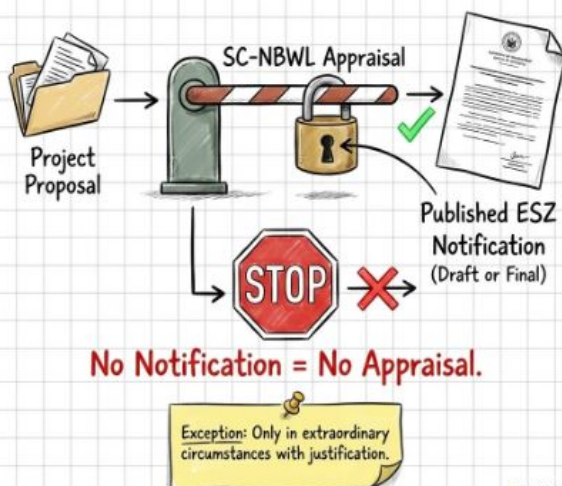 SC-NBWL Appraisal
Project
Proposal
Published ESZ
Notification
(Draft or Final)
STOP
No Notification = No Appraisal.
Exception: Only in extraordinary
circumstances with justification.